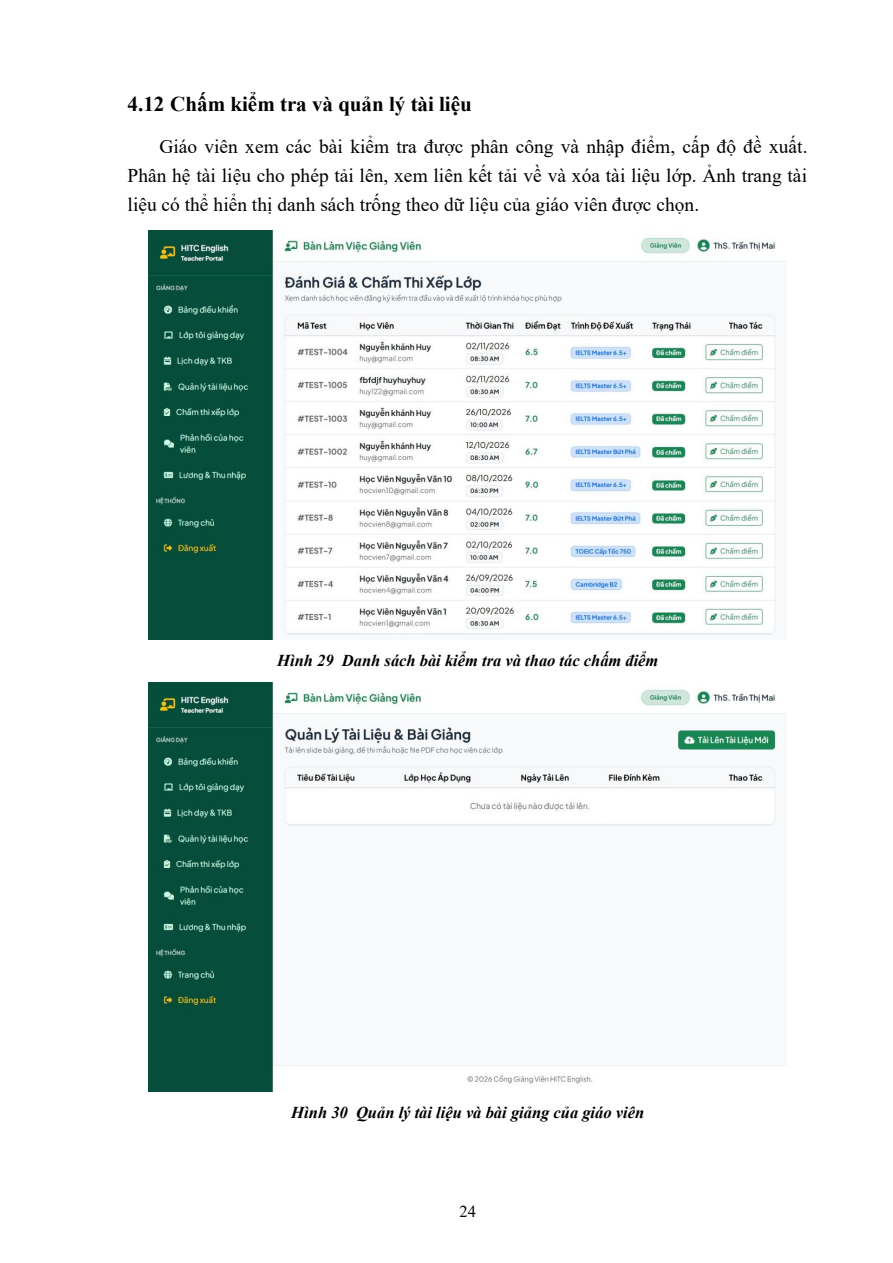 4.12 Chấm kiểm tra và quản lý tài liệu
Giáo viên xem các bài kiểm tra được phân công và nhập điểm, cấp độ đề xuất.
Phân hệ tài liệu cho phép tải lên, xem liên kết tải về và xóa tài liệu lớp. Ảnh trang tài
liệu có thể hiển thị danh sách trống theo dữ liệu của giáo viên được chọn.
HITC English
Teacher Portal
GIẢNG DẠY
Bảng điều khiển
Lớp tôi giảng dạy
Lịch dạy & TKB
Quản lý tài liệu học
Chấm thi xếp lớp
Phản hồi của học
viên
Lương & Thu nhập
HỆ THỐNG
Trang chủ
Đăng xuất
Bàn Làm Việc Giảng Viên
Giảng Viên ThS. Trần Thị Mai
Đánh Giá & Chấm Thi Xếp Lớp
Xem danh sách học viên đăng ký kiểm tra đầu vào và đề xuất lộ trình khóa học phù hợp
Mã Test Học Viên Thời Gian Thi Điểm Đạt Trình Độ Đề Xuất Trạng Thái Thao Tác
#TEST-1004 Nguyễn khánh Huy huy@gmail.com 02/11/2026 08:30 AM 6.5 IELTS Master 6.5+ Đã chấm Chấm điểm
#TEST-1005 fbfdjf huyhuyhuy huy122@gmail.com 02/11/2026 08:30 AM 7.0 IELTS Master 6.5+ Đã chấm Chấm điểm
#TEST-1003 Nguyễn khánh Huy huy@gmail.com 26/10/2026 10:00 AM 7.0 IELTS Master 6.5+ Đã chấm Chấm điểm
#TEST-1002 Nguyễn khánh Huy huy@gmail.com 12/10/2026 08:30 AM 6.7 IELTS Master Bứt Phá Đã chấm Chấm điểm
#TEST-10 Học Viên Nguyễn Văn 10 hocvien10@gmail.com 08/10/2026 06:30 PM 9.0 IELTS Master 6.5+ Đã chấm Chấm điểm
#TEST-8 Học Viên Nguyễn Văn 8 hocvien8@gmail.com 04/10/2026 02:00 PM 7.0 IELTS Master Bứt Phá Đã chấm Chấm điểm
#TEST-7 Học Viên Nguyễn Văn 7 hocvien7@gmail.com 02/10/2026 10:00 AM 7.0 TOEIC Cấp Tốc 750 Đã chấm Chấm điểm
#TEST-4 Học Viên Nguyễn Văn 4 hocvien4@gmail.com 26/09/2026 04:00 PM 7.5 Cambridge B2 Đã chấm Chấm điểm
#TEST-1 Học Viên Nguyễn Văn 1 hocvien1@gmail.com 20/09/2026 08:30 AM 6.0 IELTS Master 6.5+ Đã chấm Chấm điểm
Hình 29 Danh sách bài kiểm tra và thao tác chấm điểm
HITC English
Teacher Portal
GIẢNG DẠY
Bảng điều khiển
Lớp tôi giảng dạy
Lịch dạy & TKB
Quản lý tài liệu học
Chấm thi xếp lớp
Phản hồi của học
viên
Lương & Thu nhập
HỆ THỐNG
Trang chủ
Đăng xuất
Bàn Làm Việc Giảng Viên
Giảng Viên ThS. Trần Thị Mai
Quản Lý Tài Liệu & Bài Giảng
Tải lên slide bài giảng, đề thi mẫu hoặc file PDF cho học viên các lớp
Tải Lên Tài Liệu Mới
Tiêu Đề Tài Liệu Lớp Học Áp Dụng Ngày Tải Lên File Đính Kèm Thao Tác
Chưa có tài liệu nào được tải lên.
© 2026 Cổng Giảng Viên HITC English.
Hình 30 Quản lý tài liệu và bài giảng của giáo viên
24